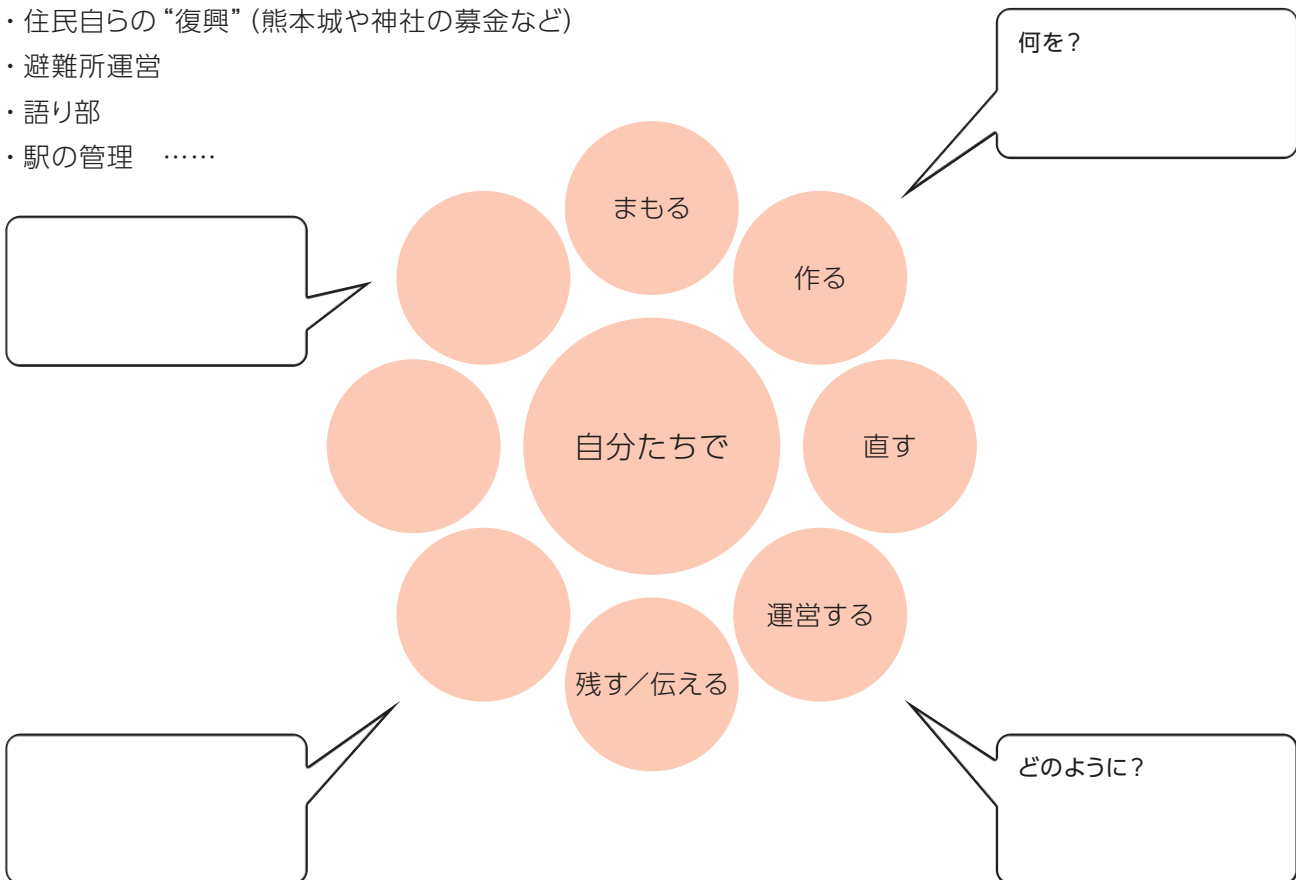 ・住民自らの“復興”（熊本城や神社の募金など）
・避難所運営
・語り部
・駅の管理　……
何を？
まもる
作る
自分たちで
直す
運営する
残す／伝える
どのように？